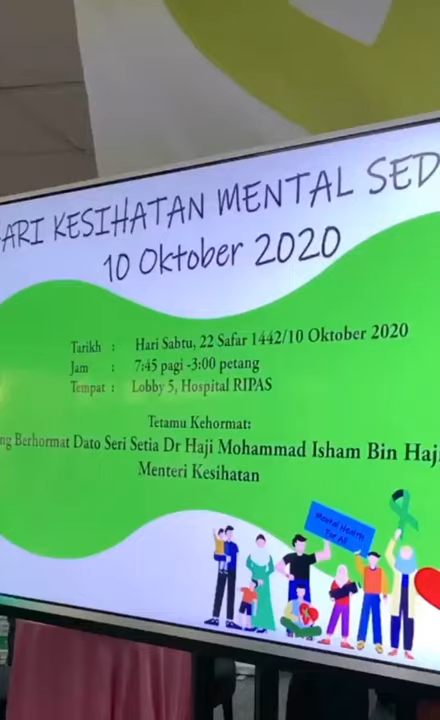 ARI KESIHATAN MENTAL SED
10 Oktober 2020
Tarikh : Hari Sabtu, 22 Safar 1442/10 Oktober 2020
Jam : 7:45 pagi -3:00 petang
Tempat : Lobby 5, Hospital RIPAS
Tetamu Kehormat:
ng Berhormat Dato Seri Setia Dr Haji Mohammad Isham Bin Haj
Menteri Kesihatan
Mental Health
For All